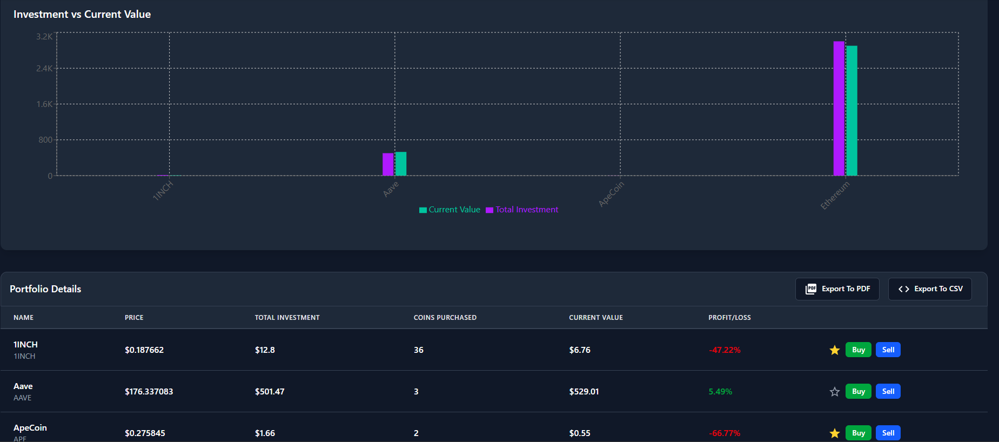 Investment vs Current Value
3.2K
2.4K
1.6K
800
0
1INCH
Aave
ApeCoin
Ethereum
Current Value
Total Investment
Portfolio Details
PDF
Export To PDF
Export To CSV
NAME PRICE TOTAL INVESTMENT COINS PURCHASED CURRENT VALUE PROFIT/LOSS
1INCH
1INCH
$0.187662 $12.8 36 $6.76 -47.22% Buy Sell
Aave
AAVE
$176.337083 $501.47 3 $529.01 5.49% Buy Sell
ApeCoin
APE
$0.275845 $1.66 2 $0.55 -66.77% Buy Sell